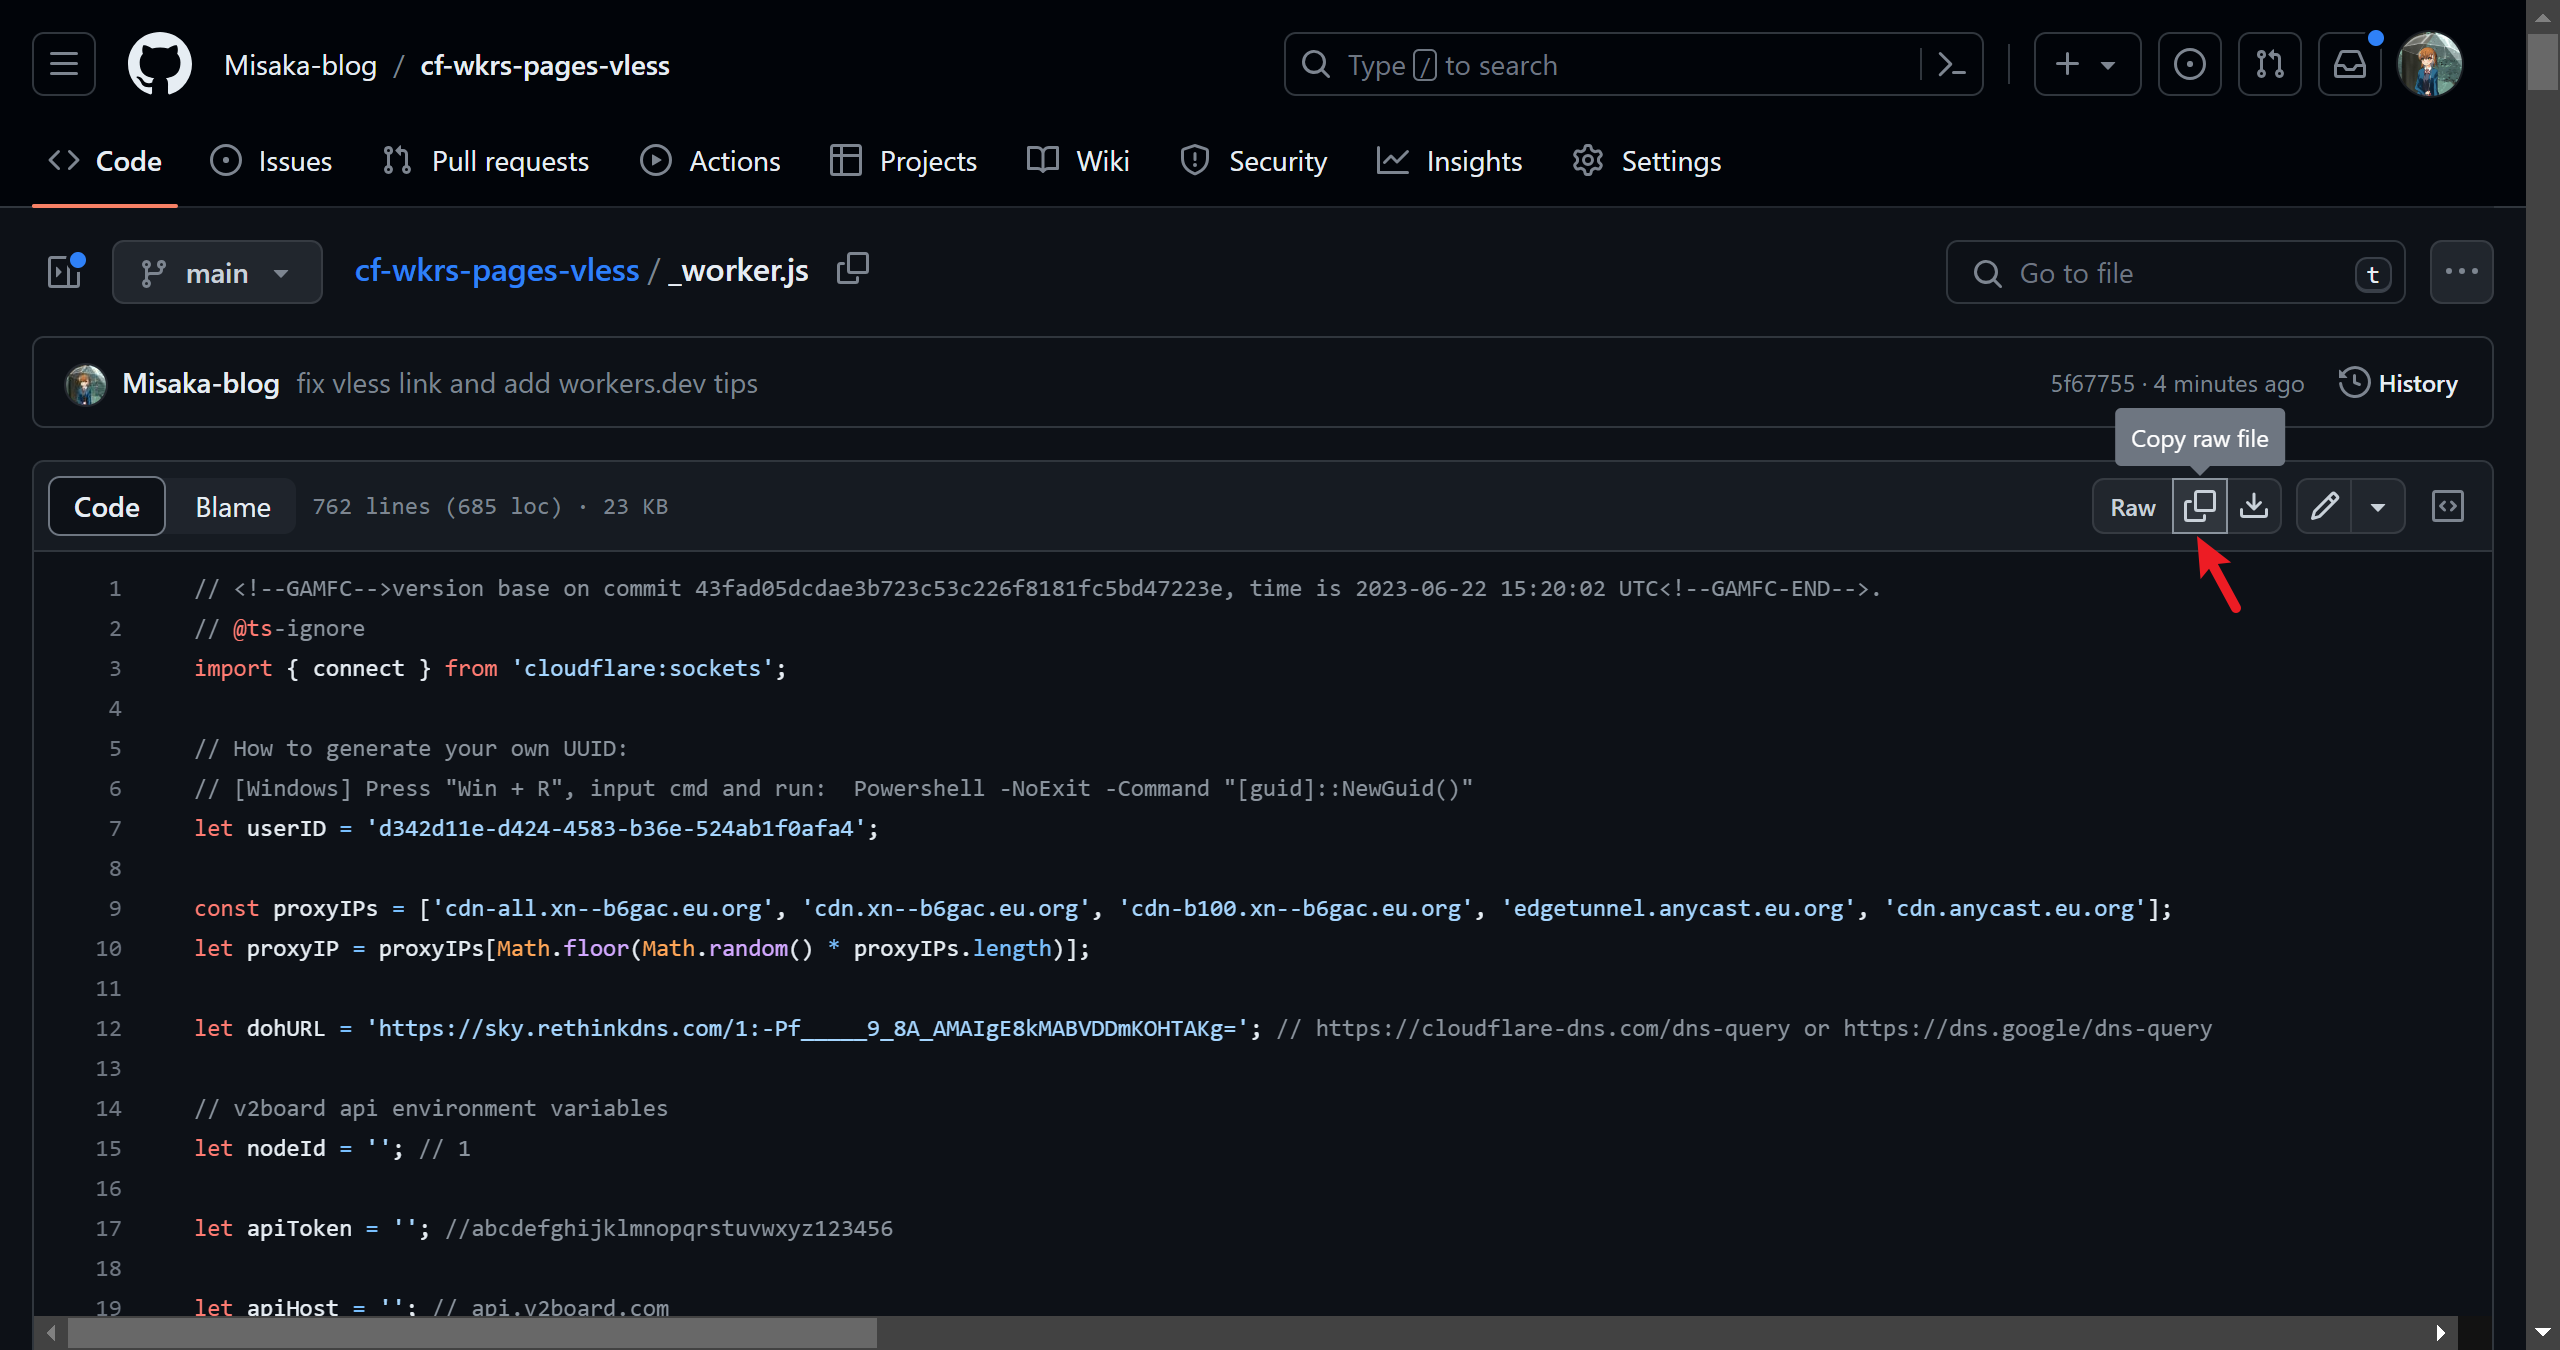 Misaka-blog / cf-wkrs-pages-vless
Type / to search
Code Issues Pull requests Actions Projects Wiki Security Insights Settings
main
cf-wkrs-pages-vless / _worker.js
Go to file t
Misaka-blog fix vless link and add workers.dev tips
5f67755 · 4 minutes ago History
Copy raw file
Code Blame 762 lines (685 loc) · 23 KB
Raw
1 // <!--GAMFC-->version base on commit 43fad05dcdae3b723c53c226f8181fc5bd47223e, time is 2023-06-22 15:20:02 UTC<!--GAMFC-END-->.
2 // @ts-ignore
3 import { connect } from 'cloudflare:sockets';
4
5 // How to generate your own UUID:
6 // [Windows] Press "Win + R", input cmd and run:  Powershell -NoExit -Command "[guid]::NewGuid()"
7 let userID = 'd342d11e-d424-4583-b36e-524ab1f0afa4';
8
9 const proxyIPs = ['cdn-all.xn--b6gac.eu.org', 'cdn.xn--b6gac.eu.org', 'cdn-b100.xn--b6gac.eu.org', 'edgetunnel.anycast.eu.org', 'cdn.anycast.eu.org'];
10 let proxyIP = proxyIPs[Math.floor(Math.random() * proxyIPs.length)];
11
12 let dohURL = 'https://sky.rethinkdns.com/1:-Pf_____9_8A_AMAIgE8kMABVDDmKOHTAKg='; // https://cloudflare-dns.com/dns-query or https://dns.google/dns-query
13
14 // v2board api environment variables
15 let nodeId = ''; // 1
16
17 let apiToken = ''; //abcdefghijklmnopqrstuvwxyz123456
18
19 let apiHost = ''; // api.v2board.com